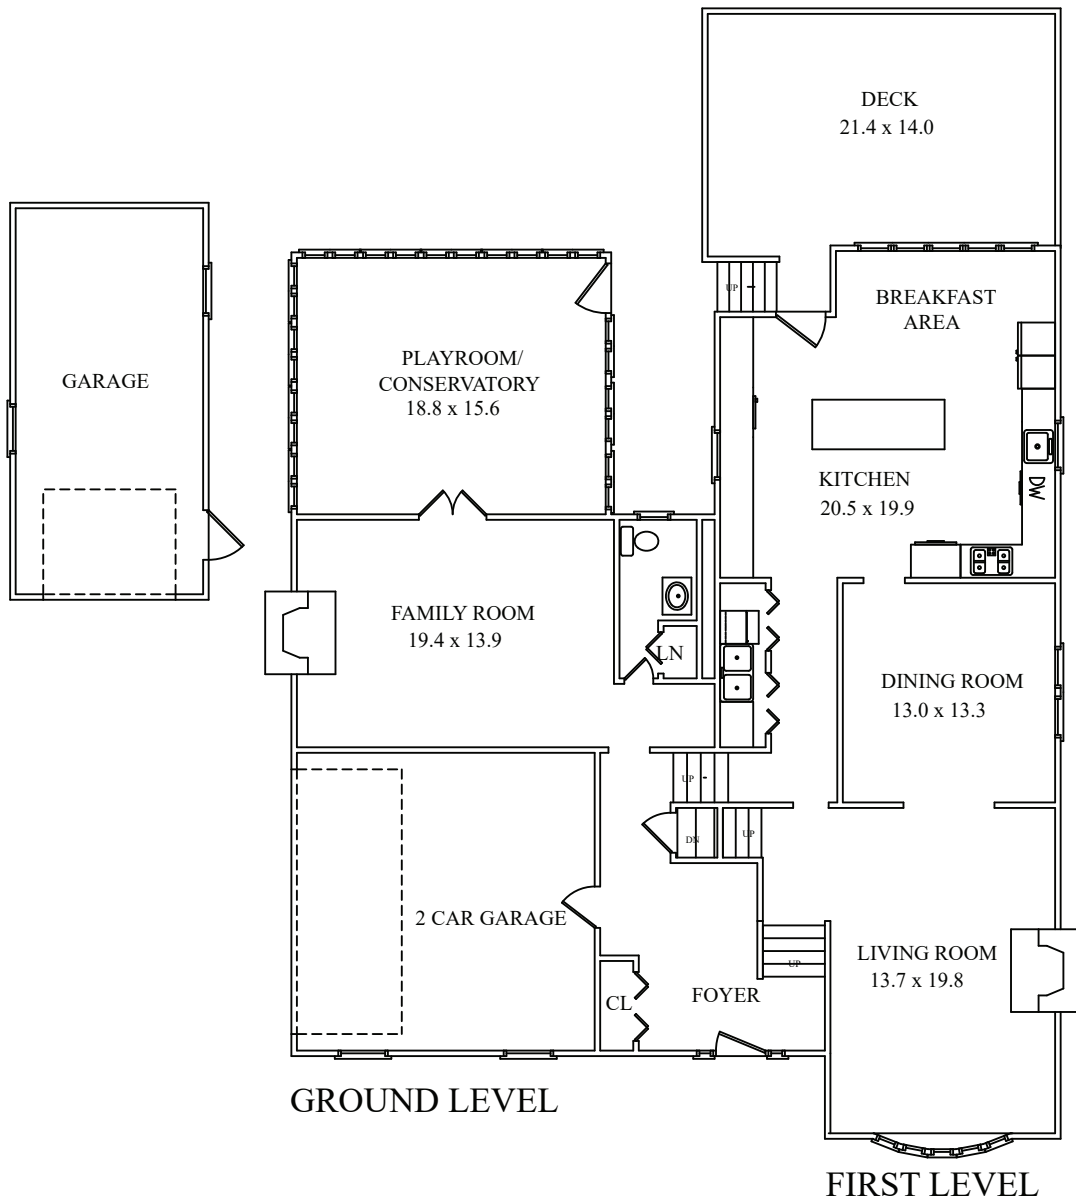 DECK
21.4 x 14.0
UP
BREAKFAST
AREA
GARAGE
PLAYROOM/
CONSERVATORY
18.8 x 15.6
KITCHEN
20.5 x 19.9
DW
FAMILY ROOM
19.4 x 13.9
LN
DINING ROOM
13.0 x 13.3
UP
DN
UP
2 CAR GARAGE
LIVING ROOM
13.7 x 19.8
UP
CL
FOYER
GROUND LEVEL
FIRST LEVEL